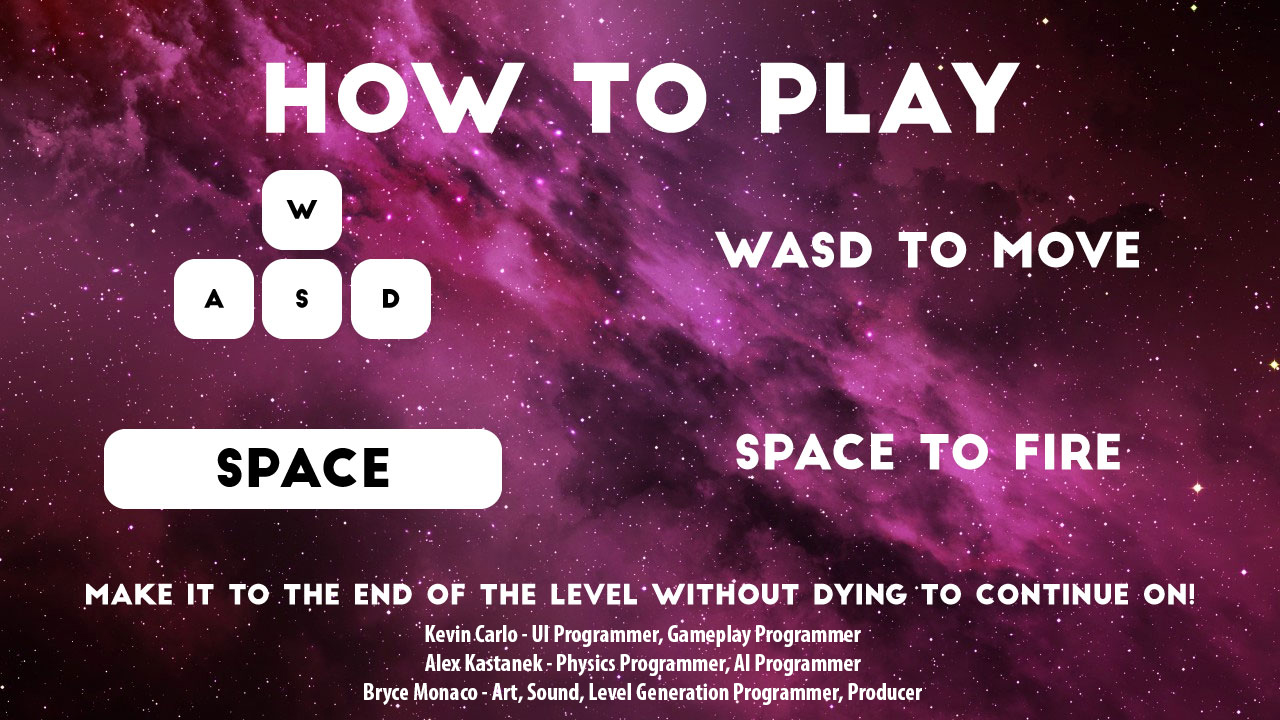 HOW TO PLAY
W
A S D
WASD TO MOVE
SPACE
SPACE TO FIRE
MAKE IT TO THE END OF THE LEVEL WITHOUT DYING TO CONTINUE ON!
Kevin Carlo - UI Programmer, Gameplay Programmer
Alex Kastanek - Physics Programmer, AI Programmer
Bryce Monaco - Art, Sound, Level Generation Programmer, Producer